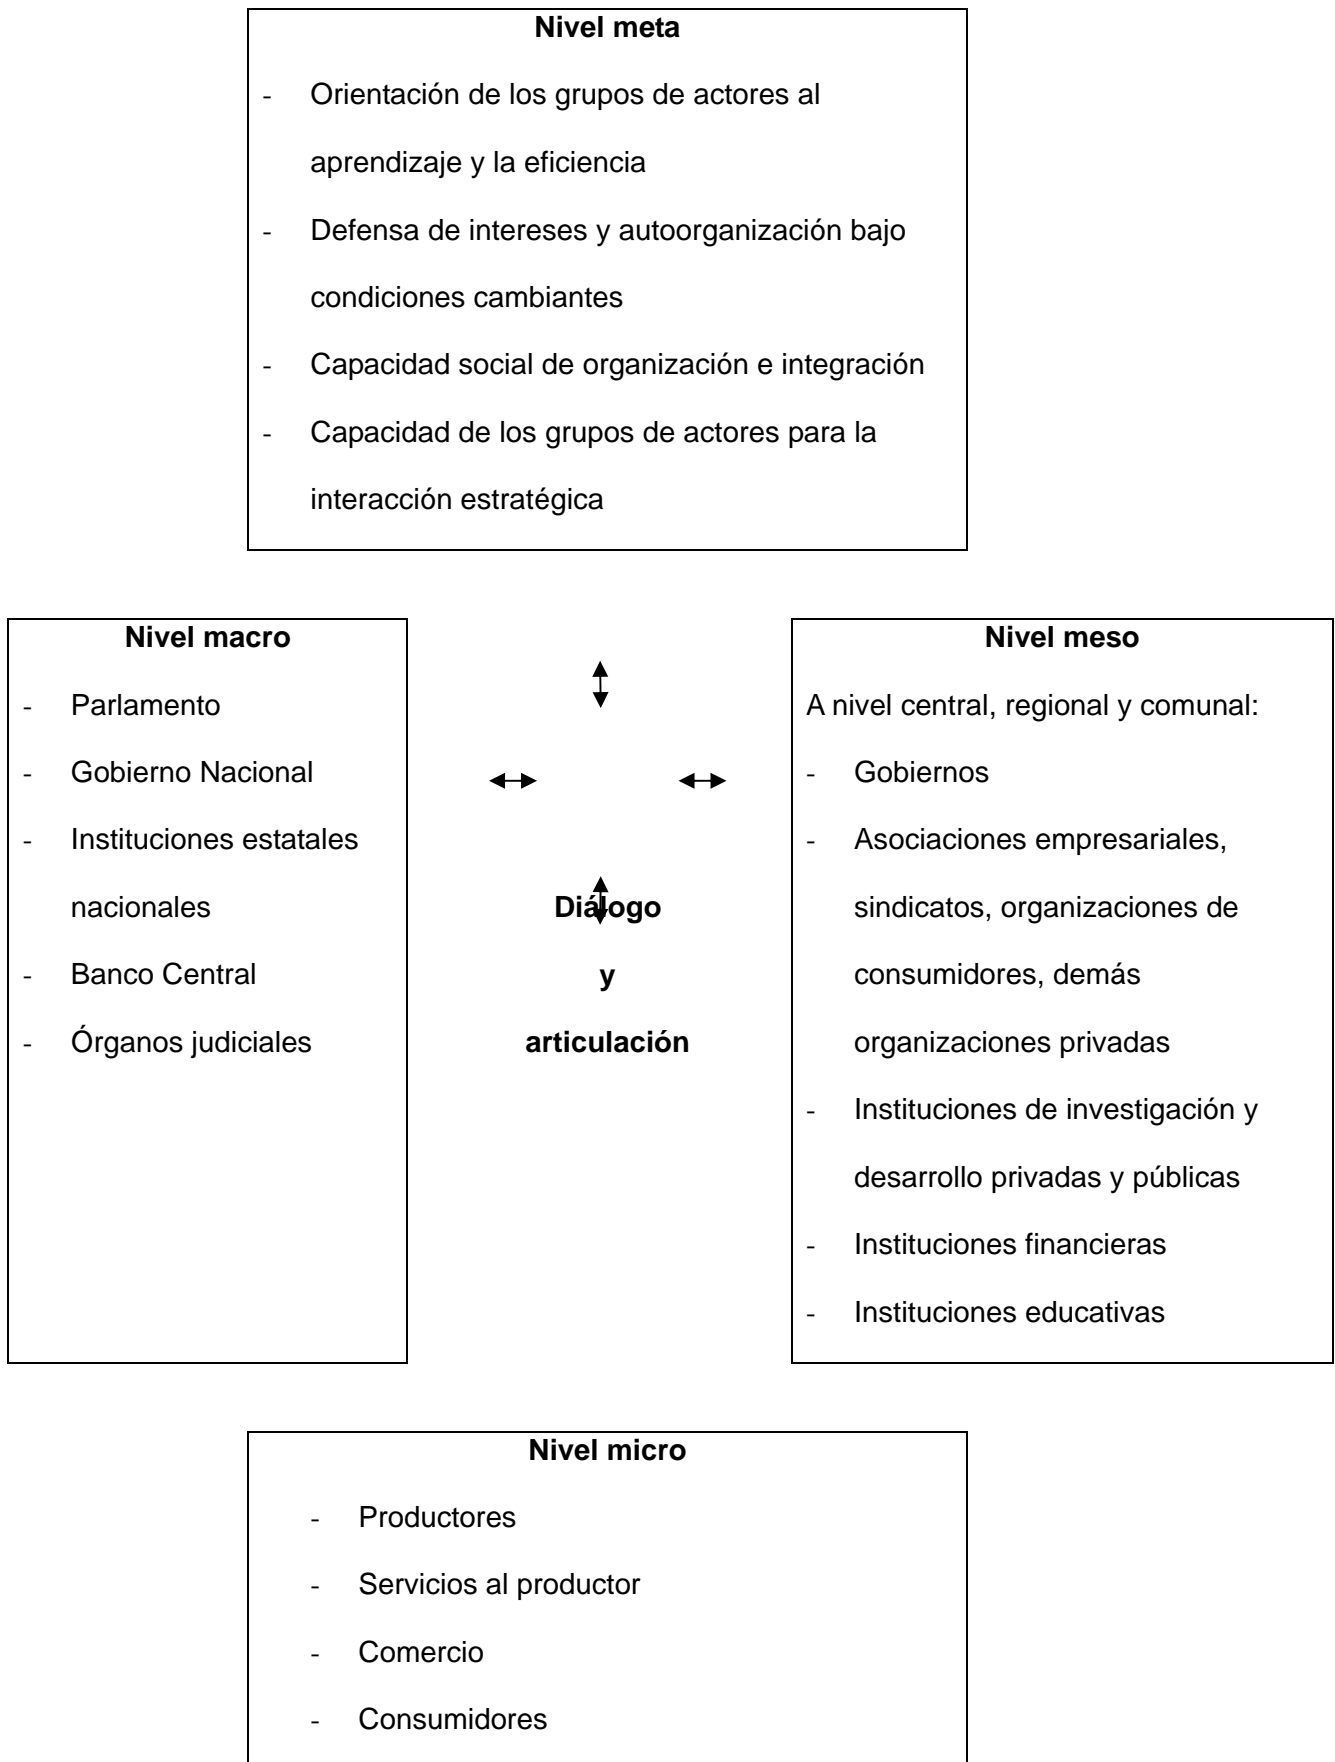 Nivel meta
- Orientación de los grupos de actores al
aprendizaje y la eficiencia
- Defensa de intereses y autoorganización bajo
condiciones cambiantes
- Capacidad social de organización e integración
- Capacidad de los grupos de actores para la
interacción estratégica
Nivel macro
- Parlamento
- Gobierno Nacional
- Instituciones estatales
nacionales
- Banco Central
- Órganos judiciales
Diálogo
y
articulación
Nivel meso
A nivel central, regional y comunal:
- Gobiernos
- Asociaciones empresariales,
sindicatos, organizaciones de
consumidores, demás
organizaciones privadas
- Instituciones de investigación y
desarrollo privadas y públicas
- Instituciones financieras
- Instituciones educativas
Nivel micro
- Productores
- Servicios al productor
- Comercio
- Consumidores